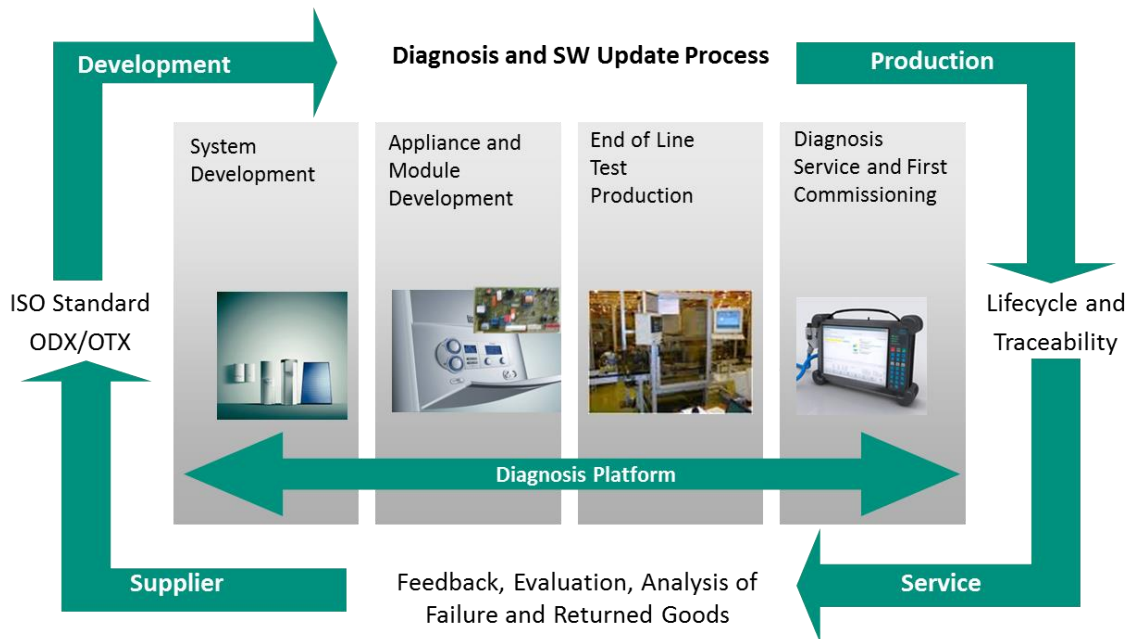 Development
Diagnosis and SW Update Process
Production
System
Development
Appliance and
Module
Development
End of Line
Test
Production
Diagnosis
Service and First
Commissioning
ISO Standard
ODX/OTX
Lifecycle and
Traceability
Diagnosis Platform
Supplier
Feedback, Evaluation, Analysis of
Failure and Returned Goods
Service